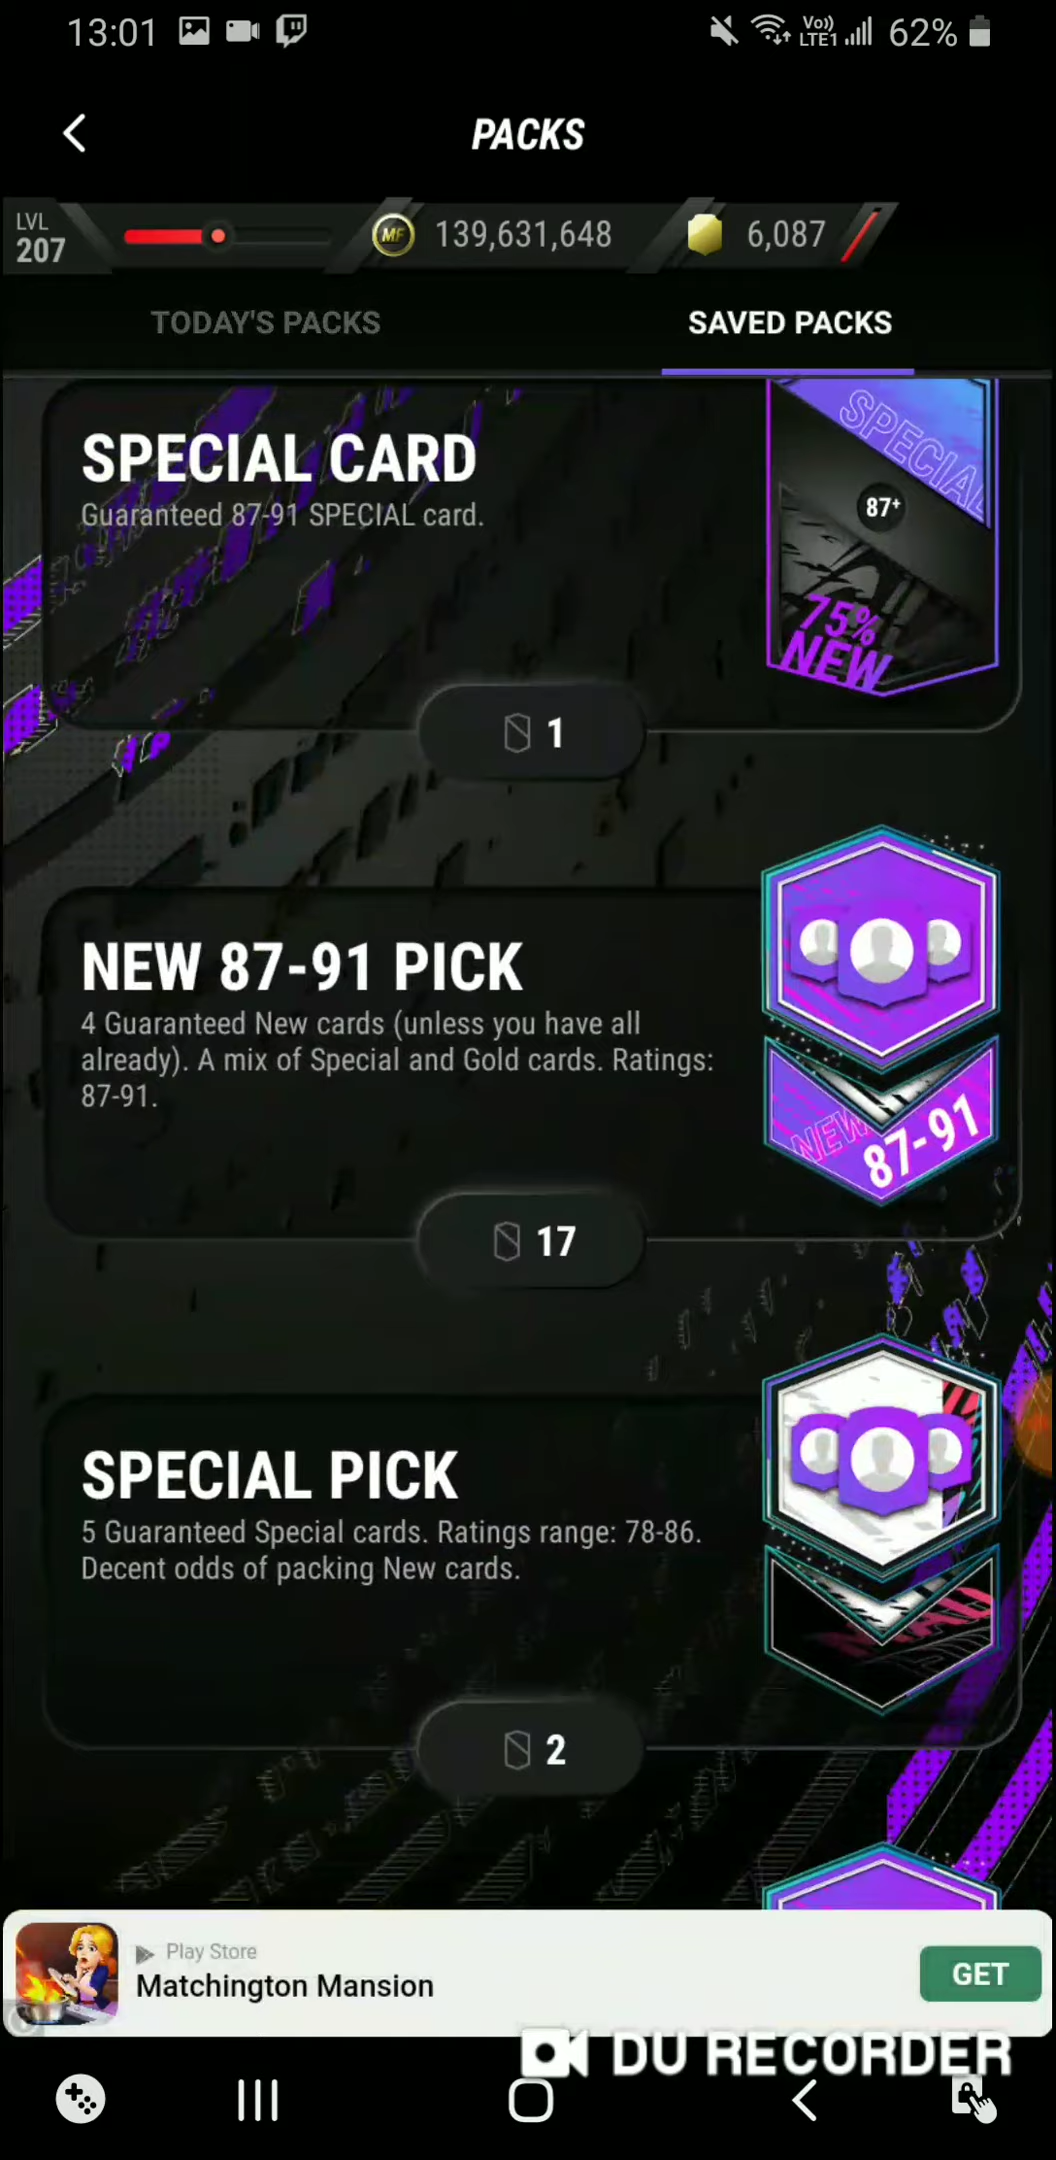 13:01
Vo))
LTE1
62%
PACKS
LVL
207
MF
139,631,648
6,087
TODAY'S PACKS
SAVED PACKS
SPECIAL CARD
Guaranteed 87-91 SPECIAL card.
SPECIAL
87+
75%
NEW
1
NEW 87-91 PICK
4 Guaranteed New cards (unless you have all
already). A mix of Special and Gold cards. Ratings:
87-91.
NEW
87-91
17
SPECIAL PICK
5 Guaranteed Special cards. Ratings range: 78-86.
Decent odds of packing New cards.
2
Play Store
Matchington Mansion
GET
DU RECORDER